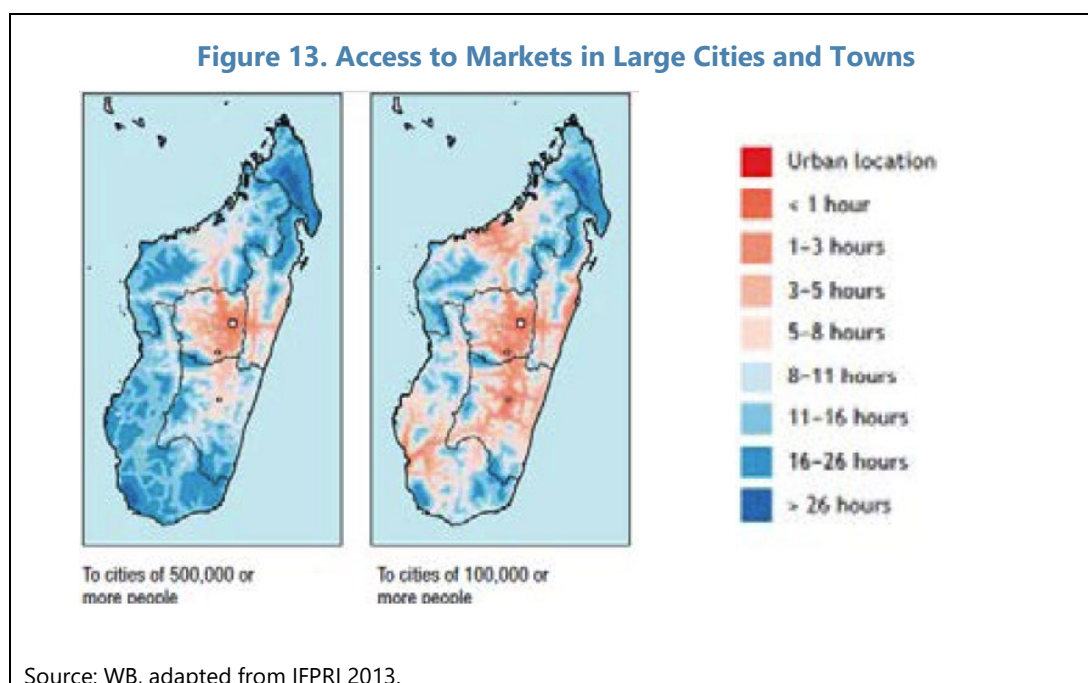 Figure 13. Access to Markets in Large Cities and Towns
Urban location
< 1 hour
1–3 hours
3–5 hours
5–8 hours
8–11 hours
11–16 hours
16–26 hours
> 26 hours
To cities of 500,000 or
more people
To cities of 100,000 or
more people
Source: WB, adapted from IFPRI 2013.